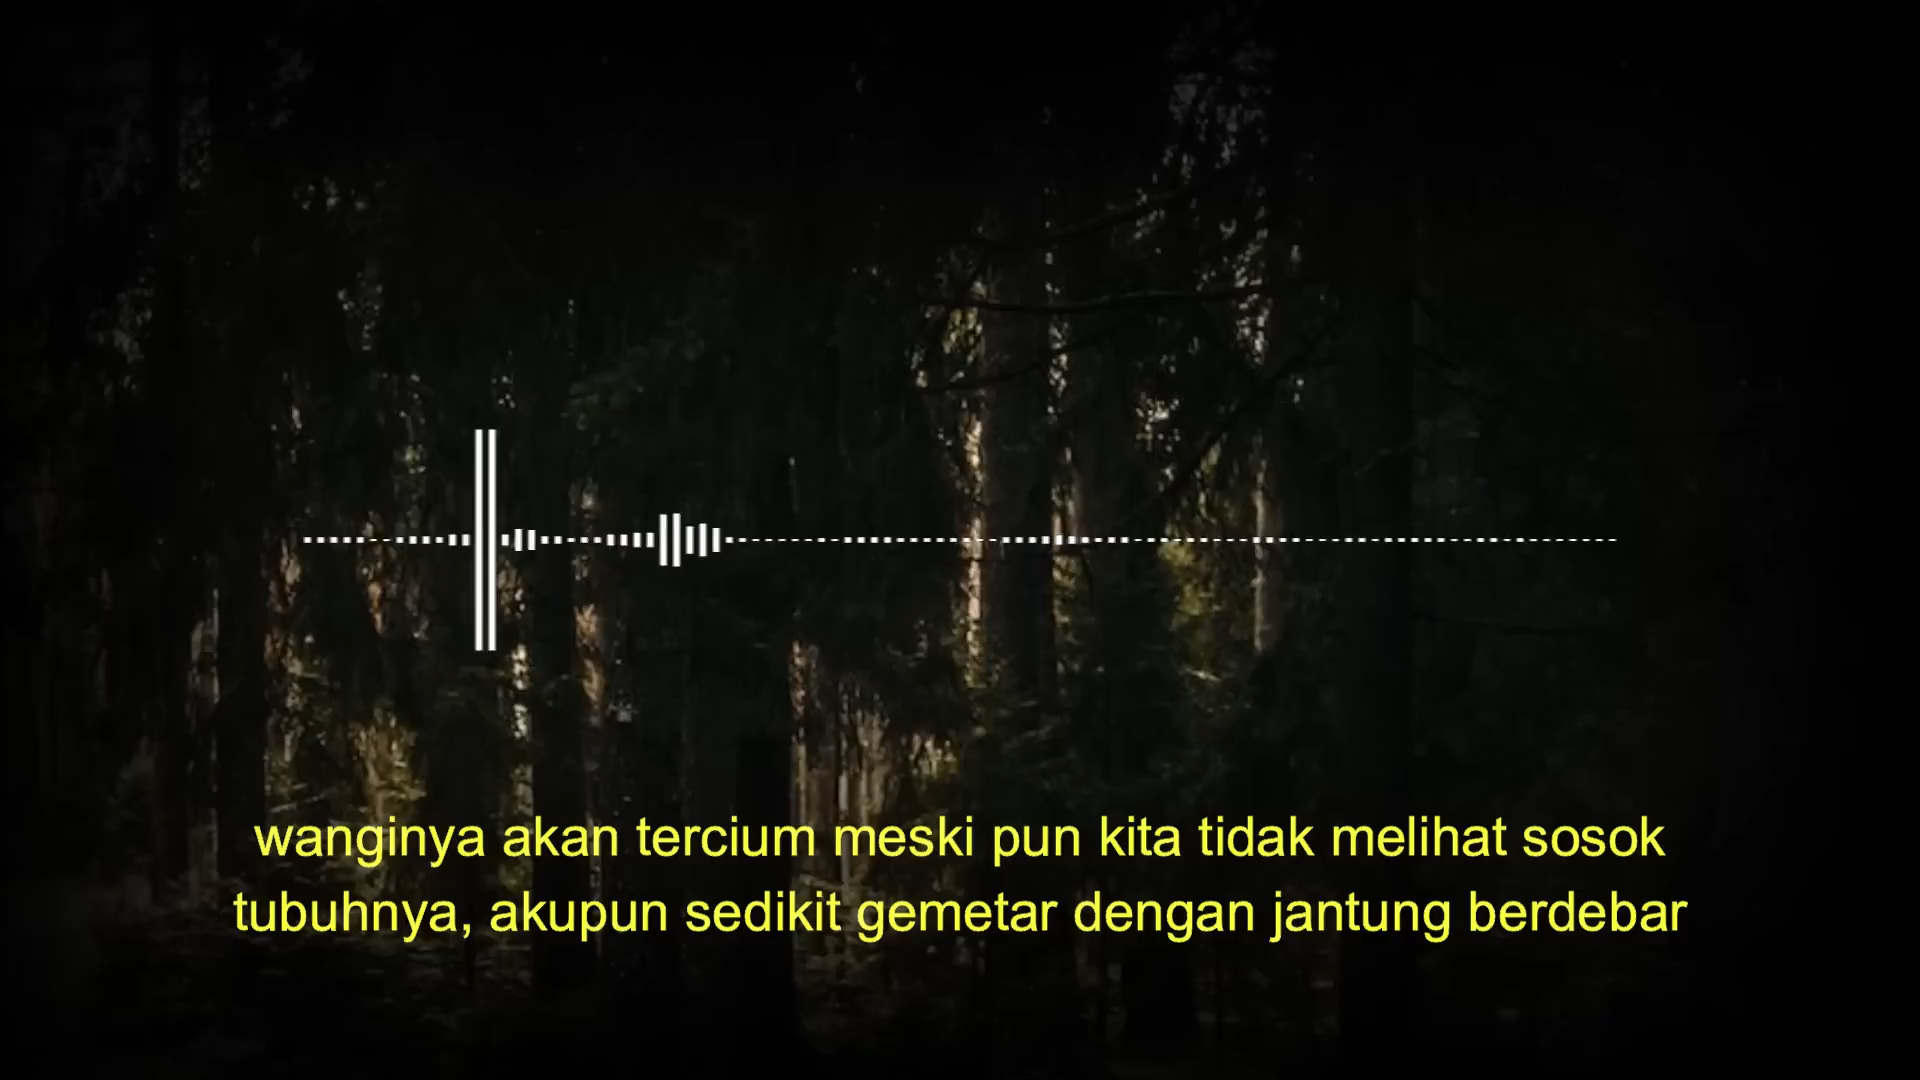 wanginya akan tercium meski pun kita tidak melihat sosok
tubuhnya, akupun sedikit gemetar dengan jantung berdebar